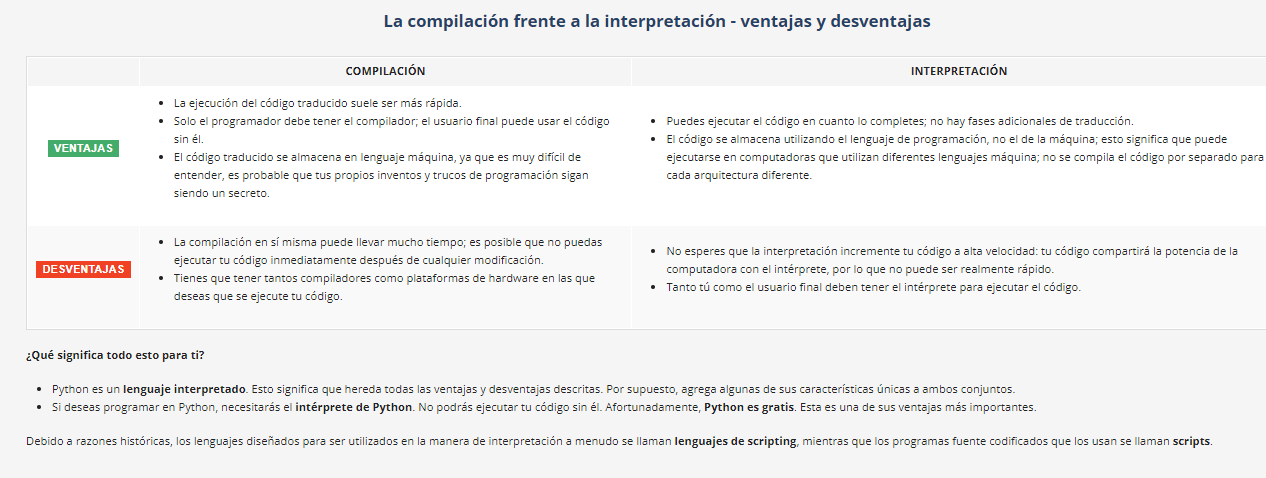 La compilación frente a la interpretación - ventajas y desventajas
COMPILACIÓN
INTERPRETACIÓN
VENTAJAS
• La ejecución del código traducido suele ser más rápida.
• Solo el programador debe tener el compilador; el usuario final puede usar el código
sin él.
• El código traducido se almacena en lenguaje máquina, ya que es muy difícil de
entender, es probable que tus propios inventos y trucos de programación sigan
siendo un secreto.
• Puedes ejecutar el código en cuanto lo completes; no hay fases adicionales de traducción.
• El código se almacena utilizando el lenguaje de programación, no el de la máquina; esto significa que puede
ejecutarse en computadoras que utilizan diferentes lenguajes máquina; no se compila el código por separado para
cada arquitectura diferente.
DESVENTAJAS
• La compilación en sí misma puede llevar mucho tiempo; es posible que no puedas
ejecutar tu código inmediatamente después de cualquier modificación.
• Tienes que tener tantos compiladores como plataformas de hardware en las que
deseas que se ejecute tu código.
• No esperes que la interpretación incremente tu código a alta velocidad: tu código compartirá la potencia de la
computadora con el intérprete, por lo que no puede ser realmente rápido.
• Tanto tú como el usuario final deben tener el intérprete para ejecutar el código.
¿Qué significa todo esto para ti?
• Python es un lenguaje interpretado. Esto significa que hereda todas las ventajas y desventajas descritas. Por supuesto, agrega algunas de sus características únicas a ambos conjuntos.
• Si deseas programar en Python, necesitarás el intérprete de Python. No podrás ejecutar tu código sin él. Afortunadamente, Python es gratis. Esta es una de sus ventajas más importantes.
Debido a razones históricas, los lenguajes diseñados para ser utilizados en la manera de interpretación a menudo se llaman lenguajes de scripting, mientras que los programas fuente codificados que los usan se llaman scripts.